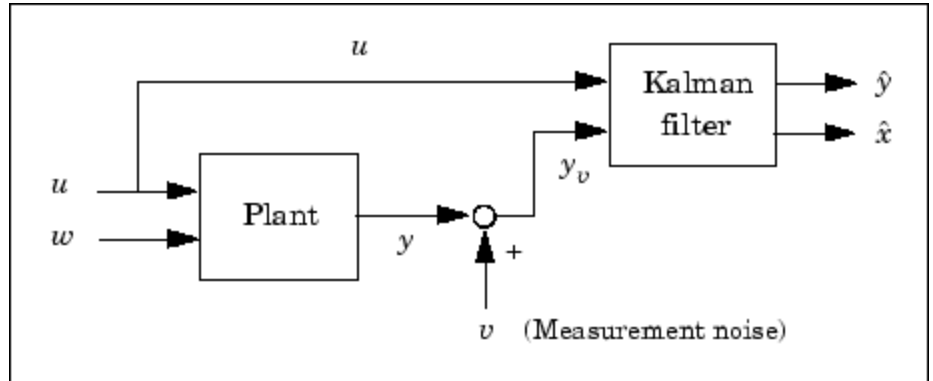 u
Kalman
filter
ŷ
x̂
y_v
u
w
Plant
y
+
v (Measurement noise)